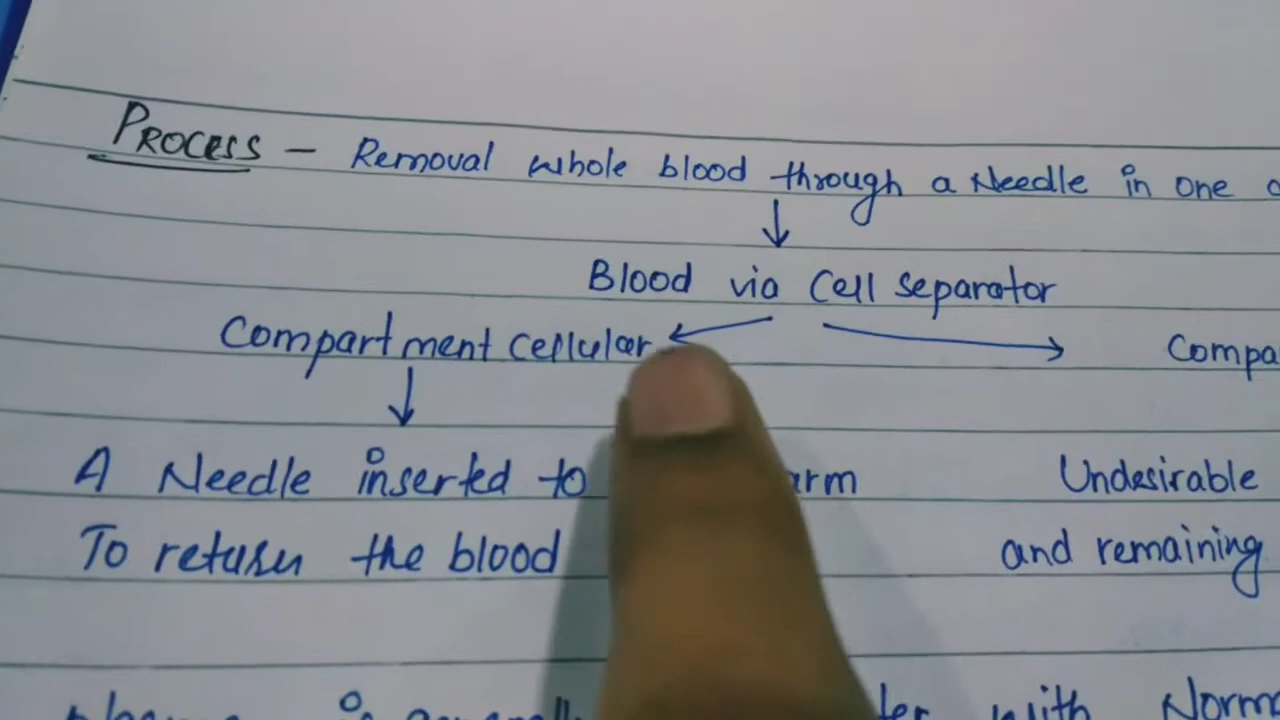 PROCESS – Removal whole blood through a Needle in one
Blood via Cell separator
Compartment cellular
A Needle inserted to arm Undesirable
To return the blood and remaining
with